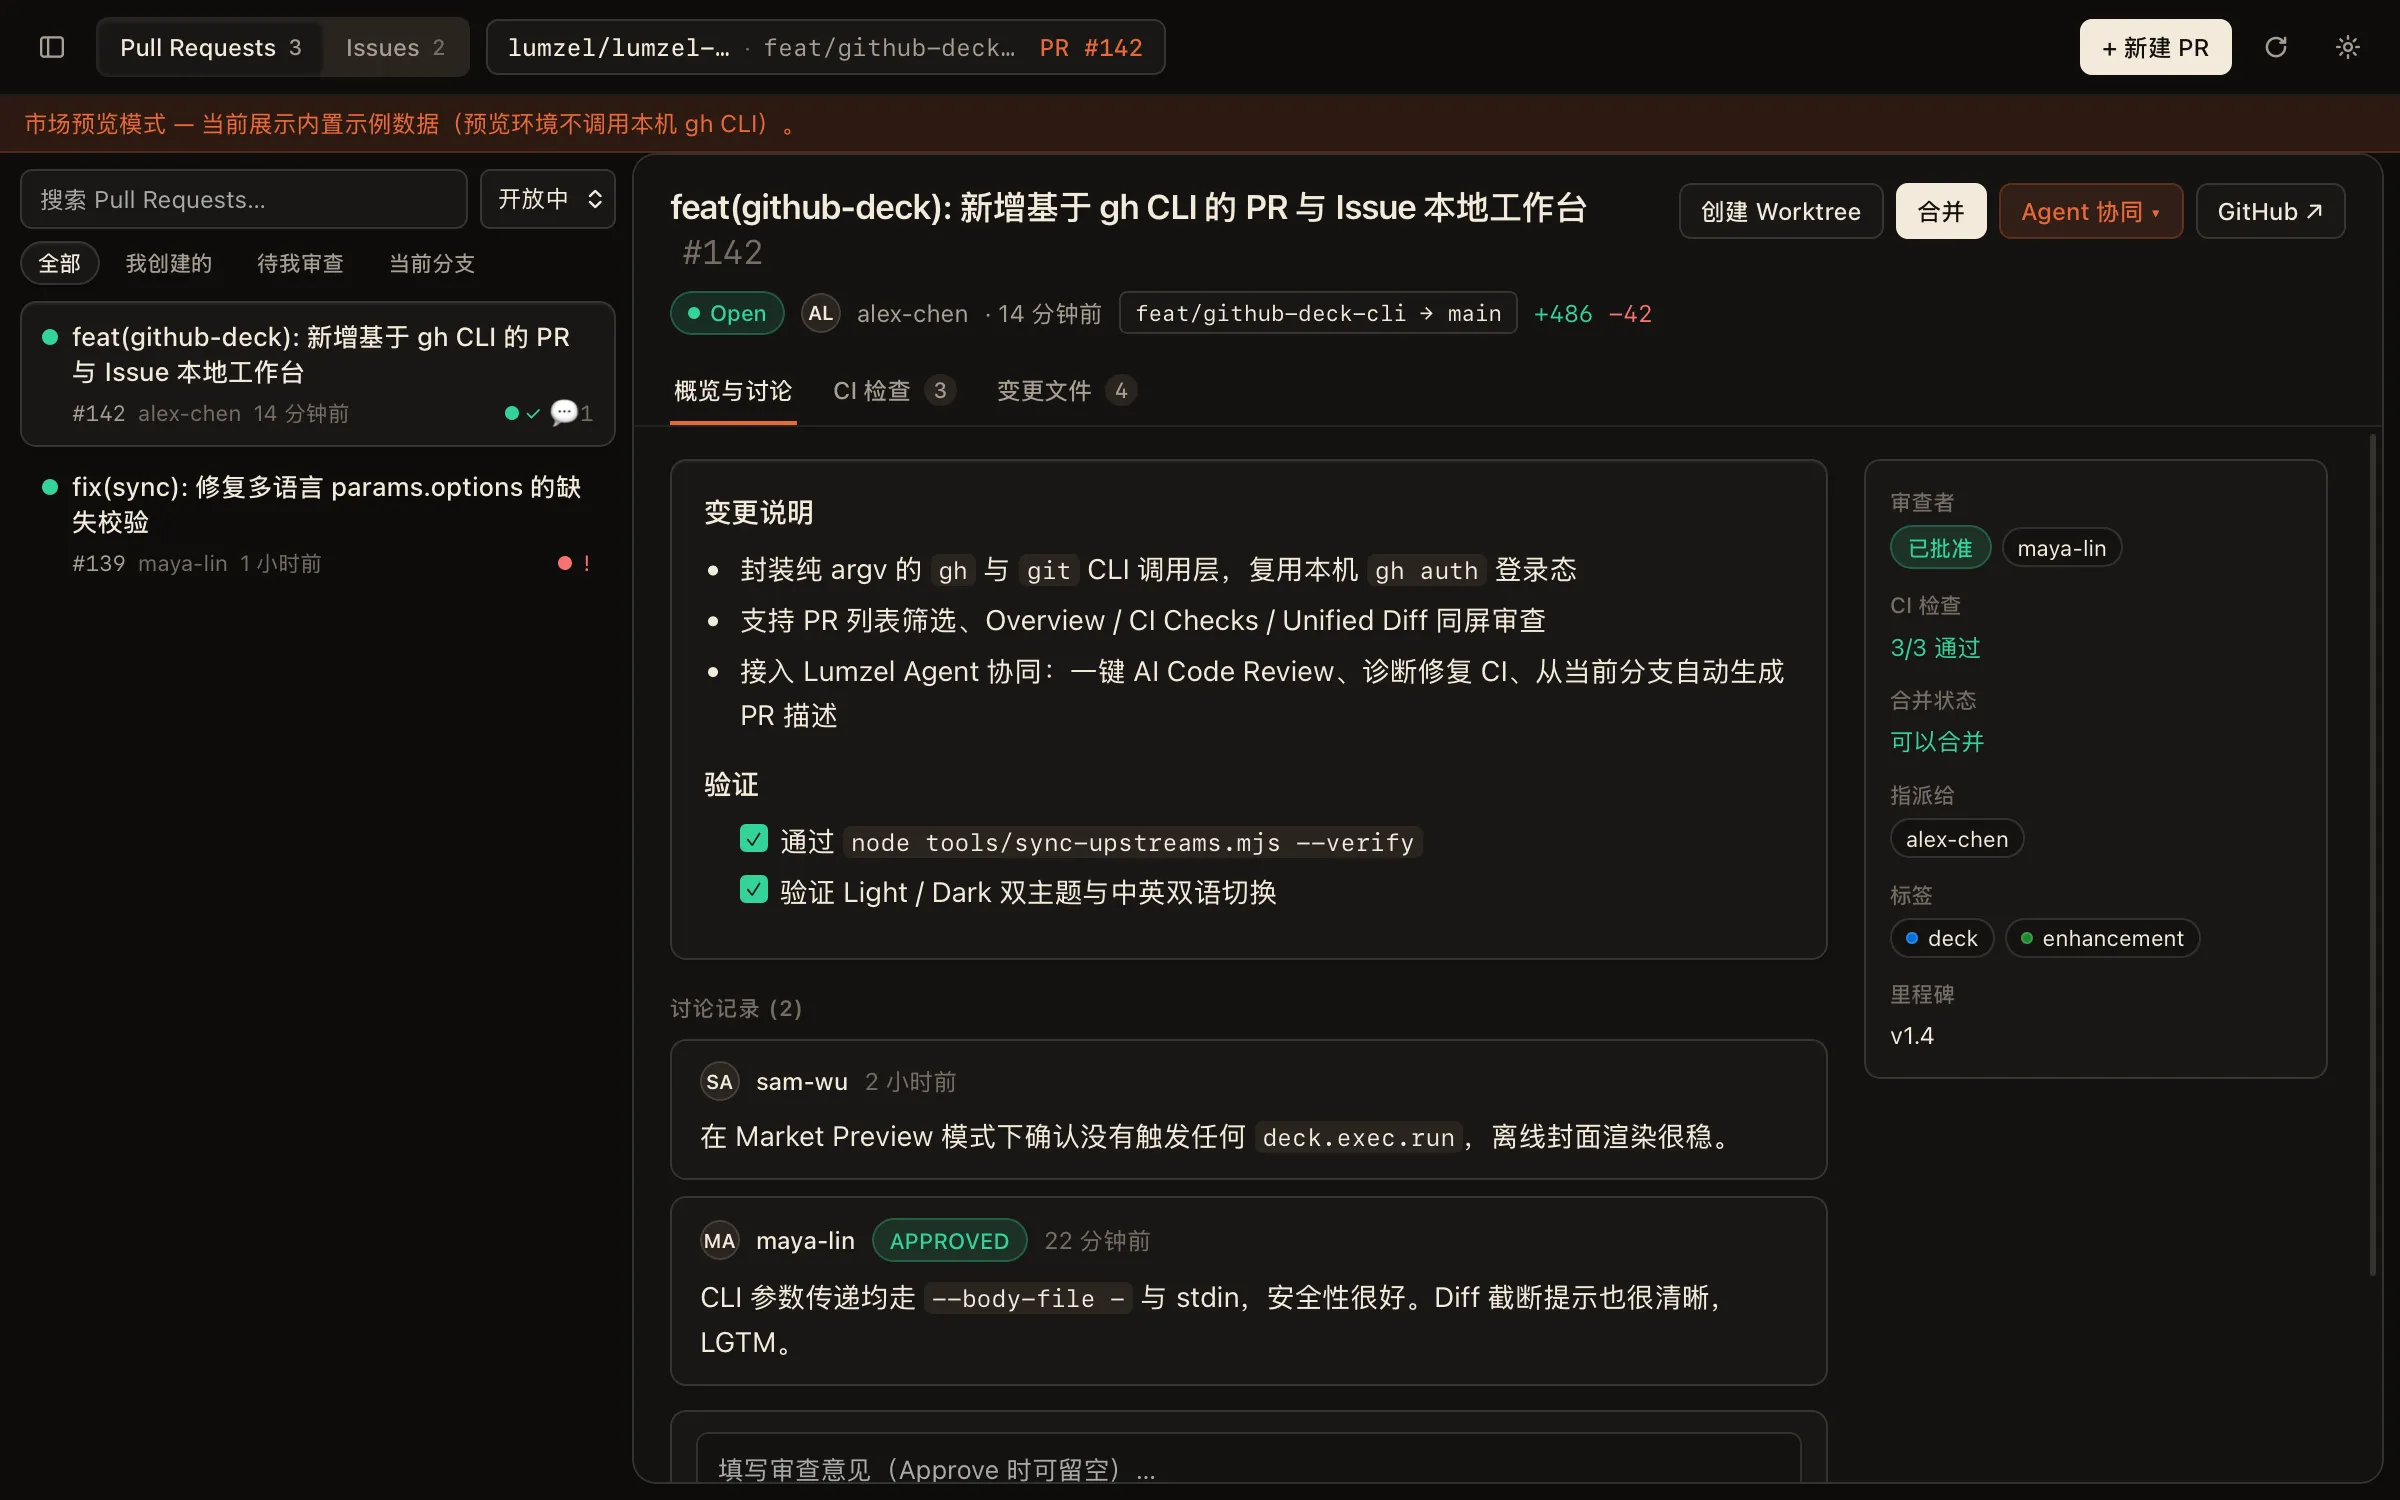 Pull Requests 3
Issues 2
lumzel/lumzel-… · feat/github-deck… PR #142
+ 新建 PR
市场预览模式 — 当前展示内置示例数据（预览环境不调用本机 gh CLI）。
搜索 Pull Requests...
开放中
全部
我创建的
待我审查
当前分支
feat(github-deck): 新增基于 gh CLI 的 PR
与 Issue 本地工作台
#142 alex-chen 14 分钟前
1
fix(sync): 修复多语言 params.options 的缺
失校验
#139 maya-lin 1 小时前
!
feat(github-deck): 新增基于 gh CLI 的 PR 与 Issue 本地工作台
#142
创建 Worktree
合并
Agent 协同 ▾
GitHub ↗
Open
AL
alex-chen · 14 分钟前
feat/github-deck-cli → main
+486 −42
概览与讨论
CI 检查 3
变更文件 4
变更说明
• 封装纯 argv 的 gh 与 git CLI 调用层，复用本机 gh auth 登录态
• 支持 PR 列表筛选、Overview / CI Checks / Unified Diff 同屏审查
• 接入 Lumzel Agent 协同：一键 AI Code Review、诊断修复 CI、从当前分支自动生成
PR 描述
验证
通过 node tools/sync-upstreams.mjs --verify
验证 Light / Dark 双主题与中英双语切换
讨论记录 (2)
SA sam-wu 2 小时前
在 Market Preview 模式下确认没有触发任何 deck.exec.run，离线封面渲染很稳。
MA maya-lin APPROVED 22 分钟前
CLI 参数传递均走 --body-file - 与 stdin，安全性很好。Diff 截断提示也很清晰，
LGTM。
填写审查意见（Approve 时可留空）...
审查者
已批准 maya-lin
CI 检查
3/3 通过
合并状态
可以合并
指派给
alex-chen
标签
deck enhancement
里程碑
v1.4